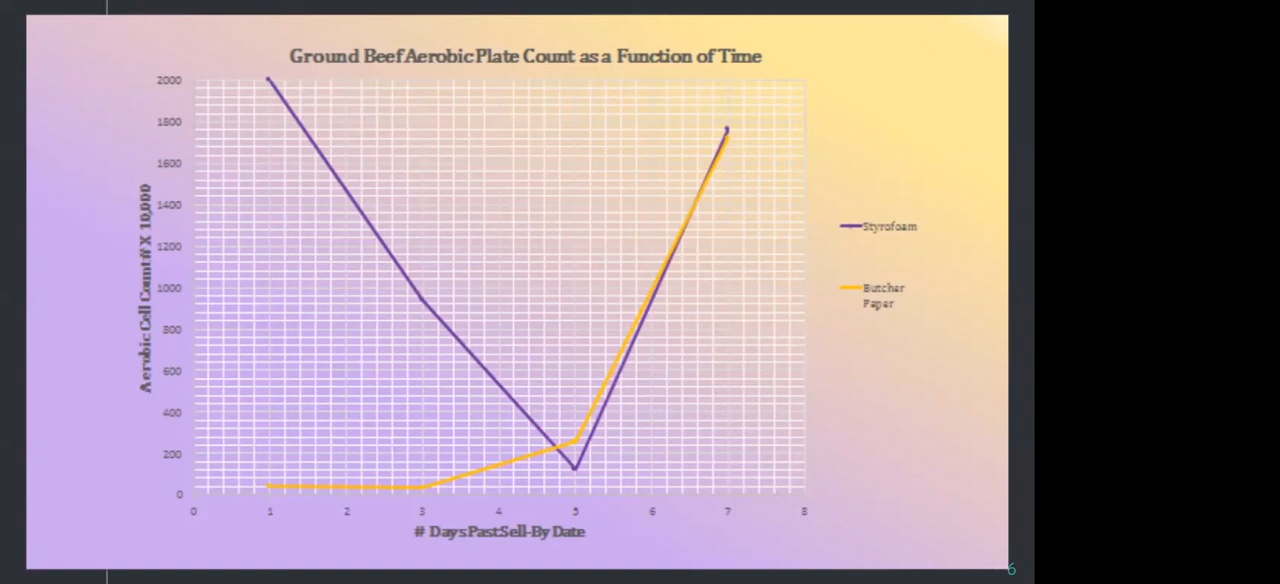 Ground Beef Aerobic Plate Count as a Function of Time
2000
1800
1600
1400
1200
1000
800
600
400
200
0
Aerobic Cell Count # X 10,000
0 1 2 3 4 5 6 7 8
# Days Past Sell-By Date
Styrofoam
Butcher
Paper
6